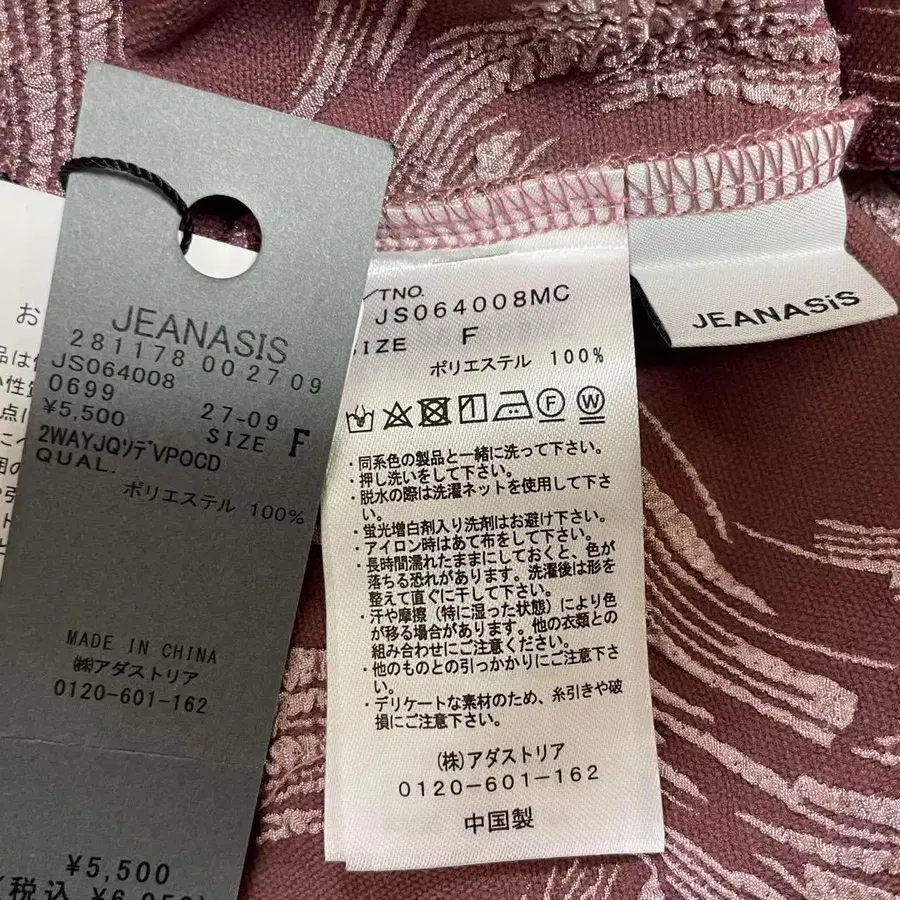 JEANASIS
281178 00 27 09
JS064008
0699
¥5,500
27-09
SIZE F
2WAYJQｿﾃﾞVPOCD
QUAL.
ポリエステル 100%
MADE IN CHINA
㈱アダストリア
0120-601-162
¥5,500
(税込
お
品は
性質
点は
TNO.
JS064008MC
SIZE F
ポリエステル 100%
F
W
・同系色の製品と一緒に洗って下さい。
・押し洗いをして下さい。
・脱水の際は洗濯ネットを使用して下さ
い。
・蛍光増白剤入り洗剤はお避け下さい。
・アイロン時はあて布をして下さい。
・長時間濡れたままにしておくと、色が
落ちる恐れがあります。洗濯後は形を
整えて直ぐに干して下さい。
・汗や摩擦（特に湿った状態）により色
が移る場合があります。他の衣類との
組み合わせにご注意ください。
・他のものとの引っかかりにご注意下さ
い。
・デリケートな素材のため、糸引きや破
損にご注意下さい。
(株)アダストリア
0120-601-162
中国製
JEANASiS